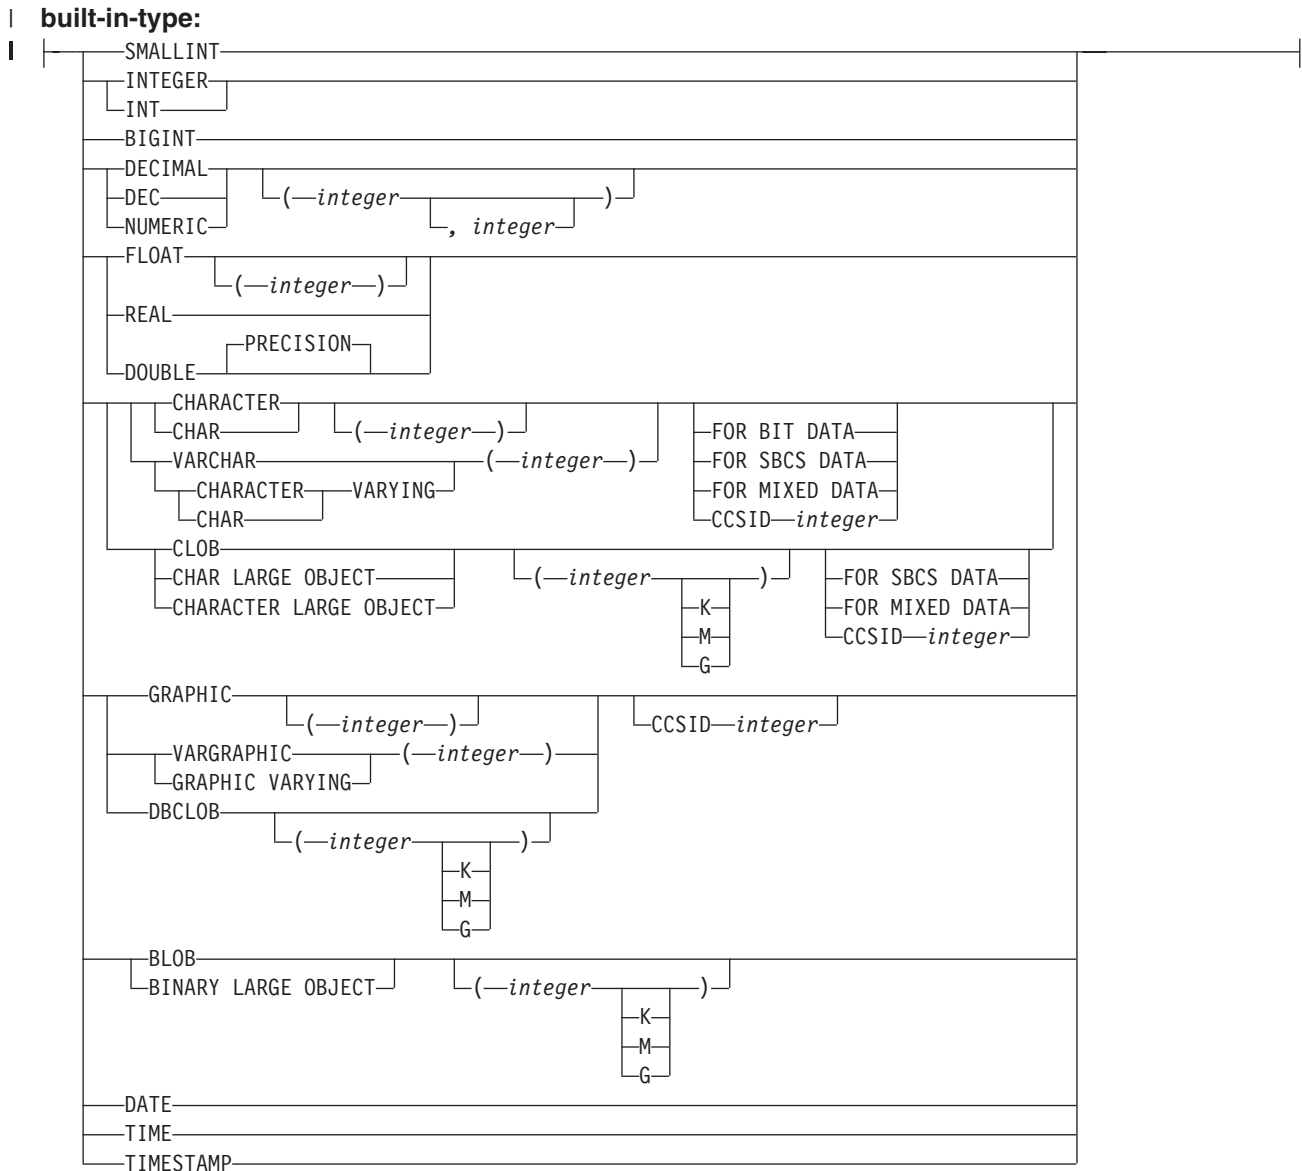 built-in-type:
SMALLINT
INTEGER
INT
BIGINT
DECIMAL
DEC ( integer )
NUMERIC , integer
FLOAT
( integer )
REAL
PRECISION
DOUBLE
CHARACTER
CHAR ( integer ) FOR BIT DATA
VARCHAR ( integer ) FOR SBCS DATA
CHARACTER VARYING FOR MIXED DATA
CHAR CCSID integer
CLOB
CHAR LARGE OBJECT ( integer ) FOR SBCS DATA
CHARACTER LARGE OBJECT K FOR MIXED DATA
M CCSID integer
G
GRAPHIC
( integer ) CCSID integer
VARGRAPHIC ( integer )
GRAPHIC VARYING
DBCLOB
( integer )
K
M
G
BLOB
BINARY LARGE OBJECT ( integer )
K
M
G
DATE
TIME
TIMESTAMP